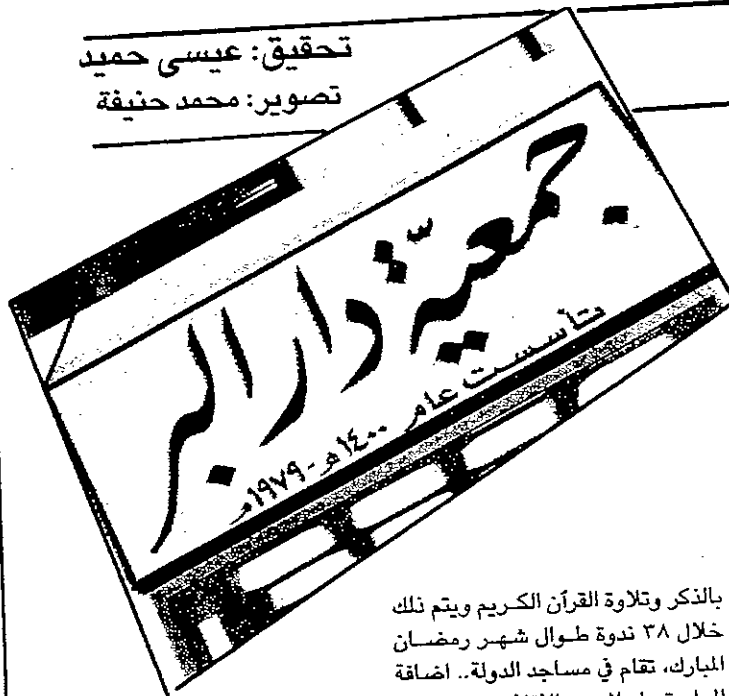 تحقيق: عيسى حميد
تصوير: محمد حنيفة
جمعيّة دار البر
تأسست عام ١٤٠٠هـ-١٩٧٩م
بالذكر وتلاوة القرآن الكريم ويتم ذلك
خلال ٣٨ ندوة طوال شهر رمضان
المبارك، تقام في مساجد الدولة.. اضافة